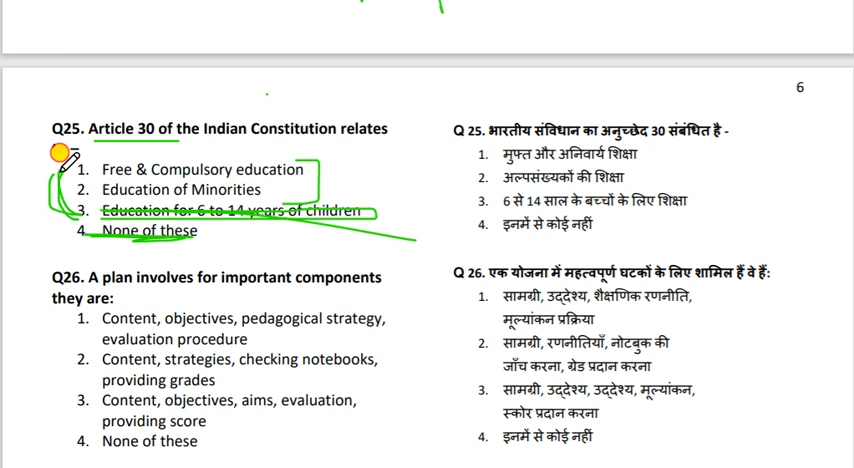 6
Q25. Article 30 of the Indian Constitution relates
1. Free & Compulsory education
2. Education of Minorities
3. Education for 6 to 14 years of children
4. None of these
Q26. A plan involves for important components
they are:
1. Content, objectives, pedagogical strategy,
evaluation procedure
2. Content, strategies, checking notebooks,
providing grades
3. Content, objectives, aims, evaluation,
providing score
4. None of these
Q 25. भारतीय संविधान का अनुच्छेद 30 संबंधित है -
1. मुफ्त और अनिवार्य शिक्षा
2. अल्पसंख्यकों की शिक्षा
3. 6 से 14 साल के बच्चों के लिए शिक्षा
4. इनमें से कोई नहीं
Q 26. एक योजना में महत्वपूर्ण घटकों के लिए शामिल हैं वे हैं:
1. सामग्री, उद्देश्य, शैक्षणिक रणनीति,
मूल्यांकन प्रक्रिया
2. सामग्री, रणनीतियाँ, नोटबुक की
जाँच करना, ग्रेड प्रदान करना
3. सामग्री, उद्देश्य, उद्देश्य, मूल्यांकन,
स्कोर प्रदान करना
4. इनमें से कोई नहीं